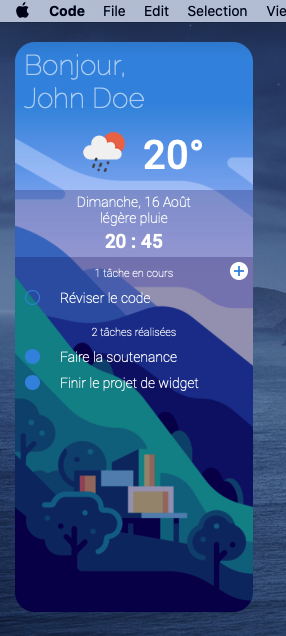 Code File Edit Selection
Bonjour,
John Doe
20°
Dimanche, 16 Août
légère pluie
20 : 45
1 tâche en cours
Réviser le code
2 tâches réalisées
Faire la soutenance
Finir le projet de widget